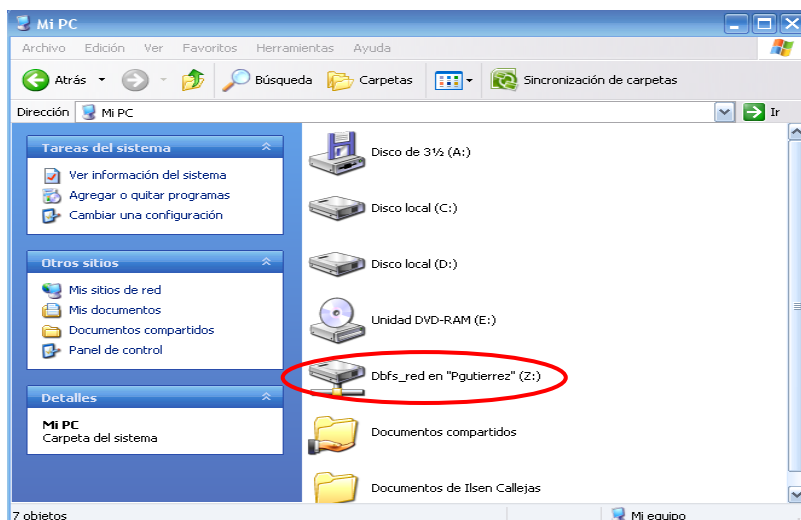 Mi PC
Archivo Edición Ver Favoritos Herramientas Ayuda
Atrás Búsqueda Carpetas Sincronización de carpetas
Dirección Mi PC Ir
Tareas del sistema
Ver información del sistema
Agregar o quitar programas
Cambiar una configuración
Otros sitios
Mis sitios de red
Mis documentos
Documentos compartidos
Panel de control
Detalles
Mi PC
Carpeta del sistema
Disco de 3½ (A:)
Disco local (C:)
Disco local (D:)
Unidad DVD-RAM (E:)
Dbfs_red en "Pgutierrez" (Z:)
Documentos compartidos
Documentos de Ilsen Callejas
7 objetos Mi equipo